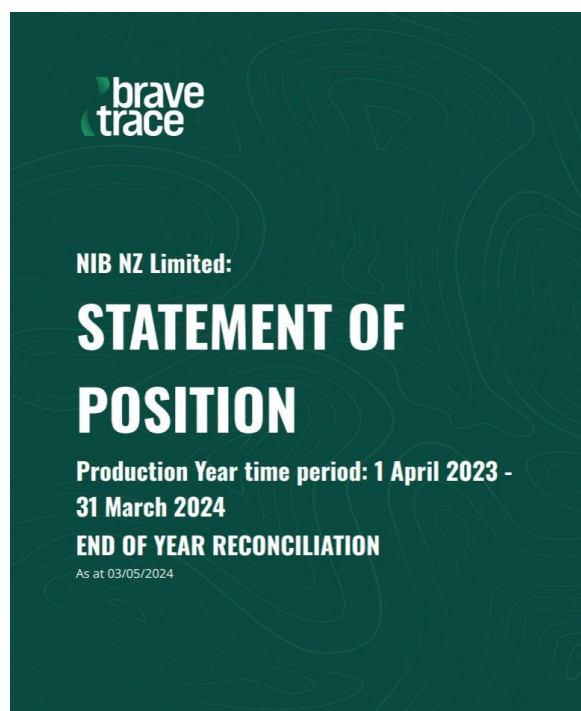 brave
trace
NIB NZ Limited:
STATEMENT OF
POSITION
Production Year time period: 1 April 2023 -
31 March 2024
END OF YEAR RECONCILIATION
As at 03/05/2024